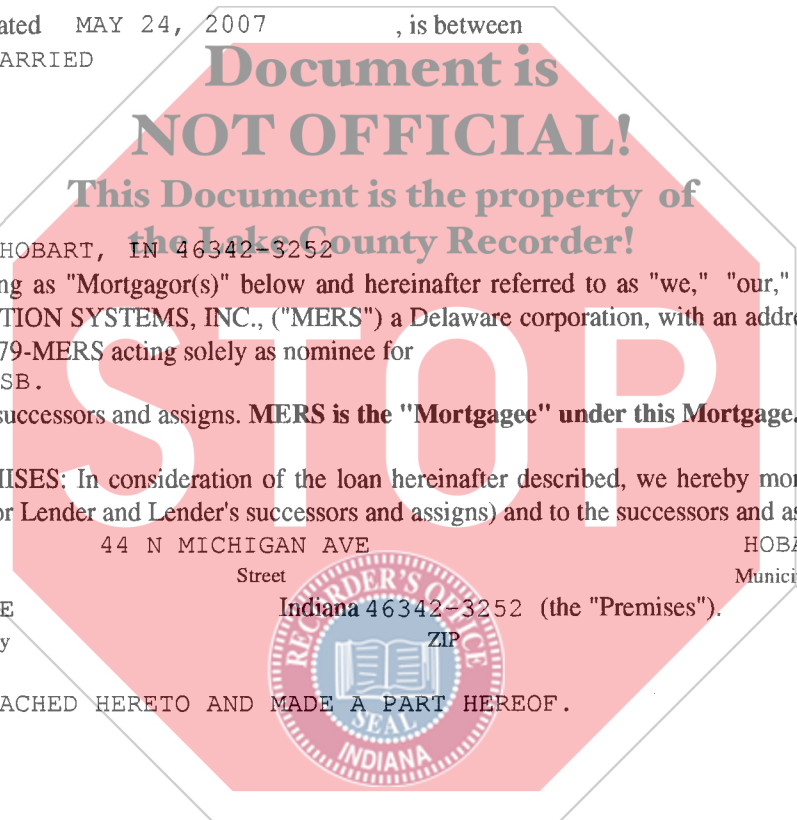 ated MAY 24, 2007 , is between
ARRIED
Document is
NOT OFFICIAL!
This Document is the property of
the Lake County Recorder!
HOBART, IN 46342-3252
ng as "Mortgagor(s)" below and hereinafter referred to as "we," "our,"
TION SYSTEMS, INC., ("MERS") a Delaware corporation, with an addre
79-MERS acting solely as nominee for
SB.
successors and assigns. MERS is the "Mortgagee" under this Mortgage.
STOP
IISES: In consideration of the loan hereinafter described, we hereby mor
or Lender and Lender's successors and assigns) and to the successors and as
44 N MICHIGAN AVE HOBA
Street Munici
E Indiana 46342-3252 (the "Premises").
y ZIP
ACHED HERETO AND MADE A PART HEREOF.
RECORDER'S OFFICE
SEAL
INDIANA